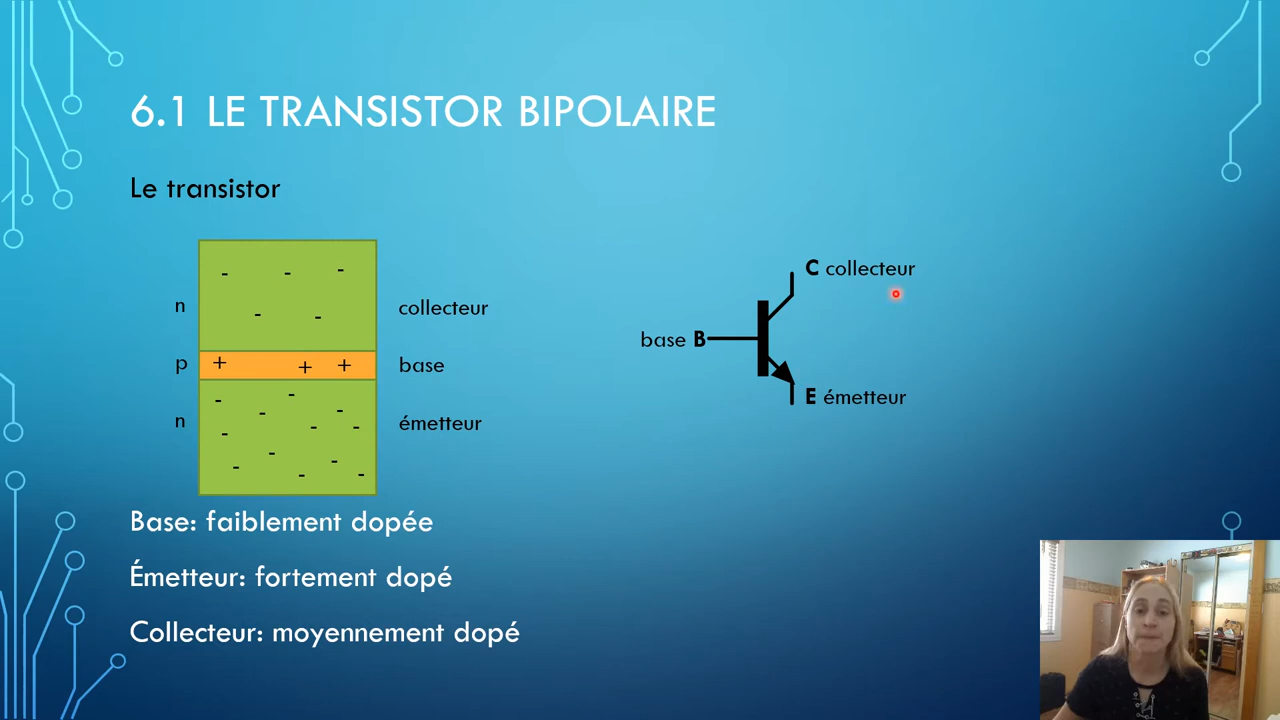 6.1 LE TRANSISTOR BIPOLAIRE
Le transistor
n
collecteur
p
+ + +
base
n
émetteur
C collecteur
base B
E émetteur
Base: faiblement dopée
Émetteur: fortement dopé
Collecteur: moyennement dopé